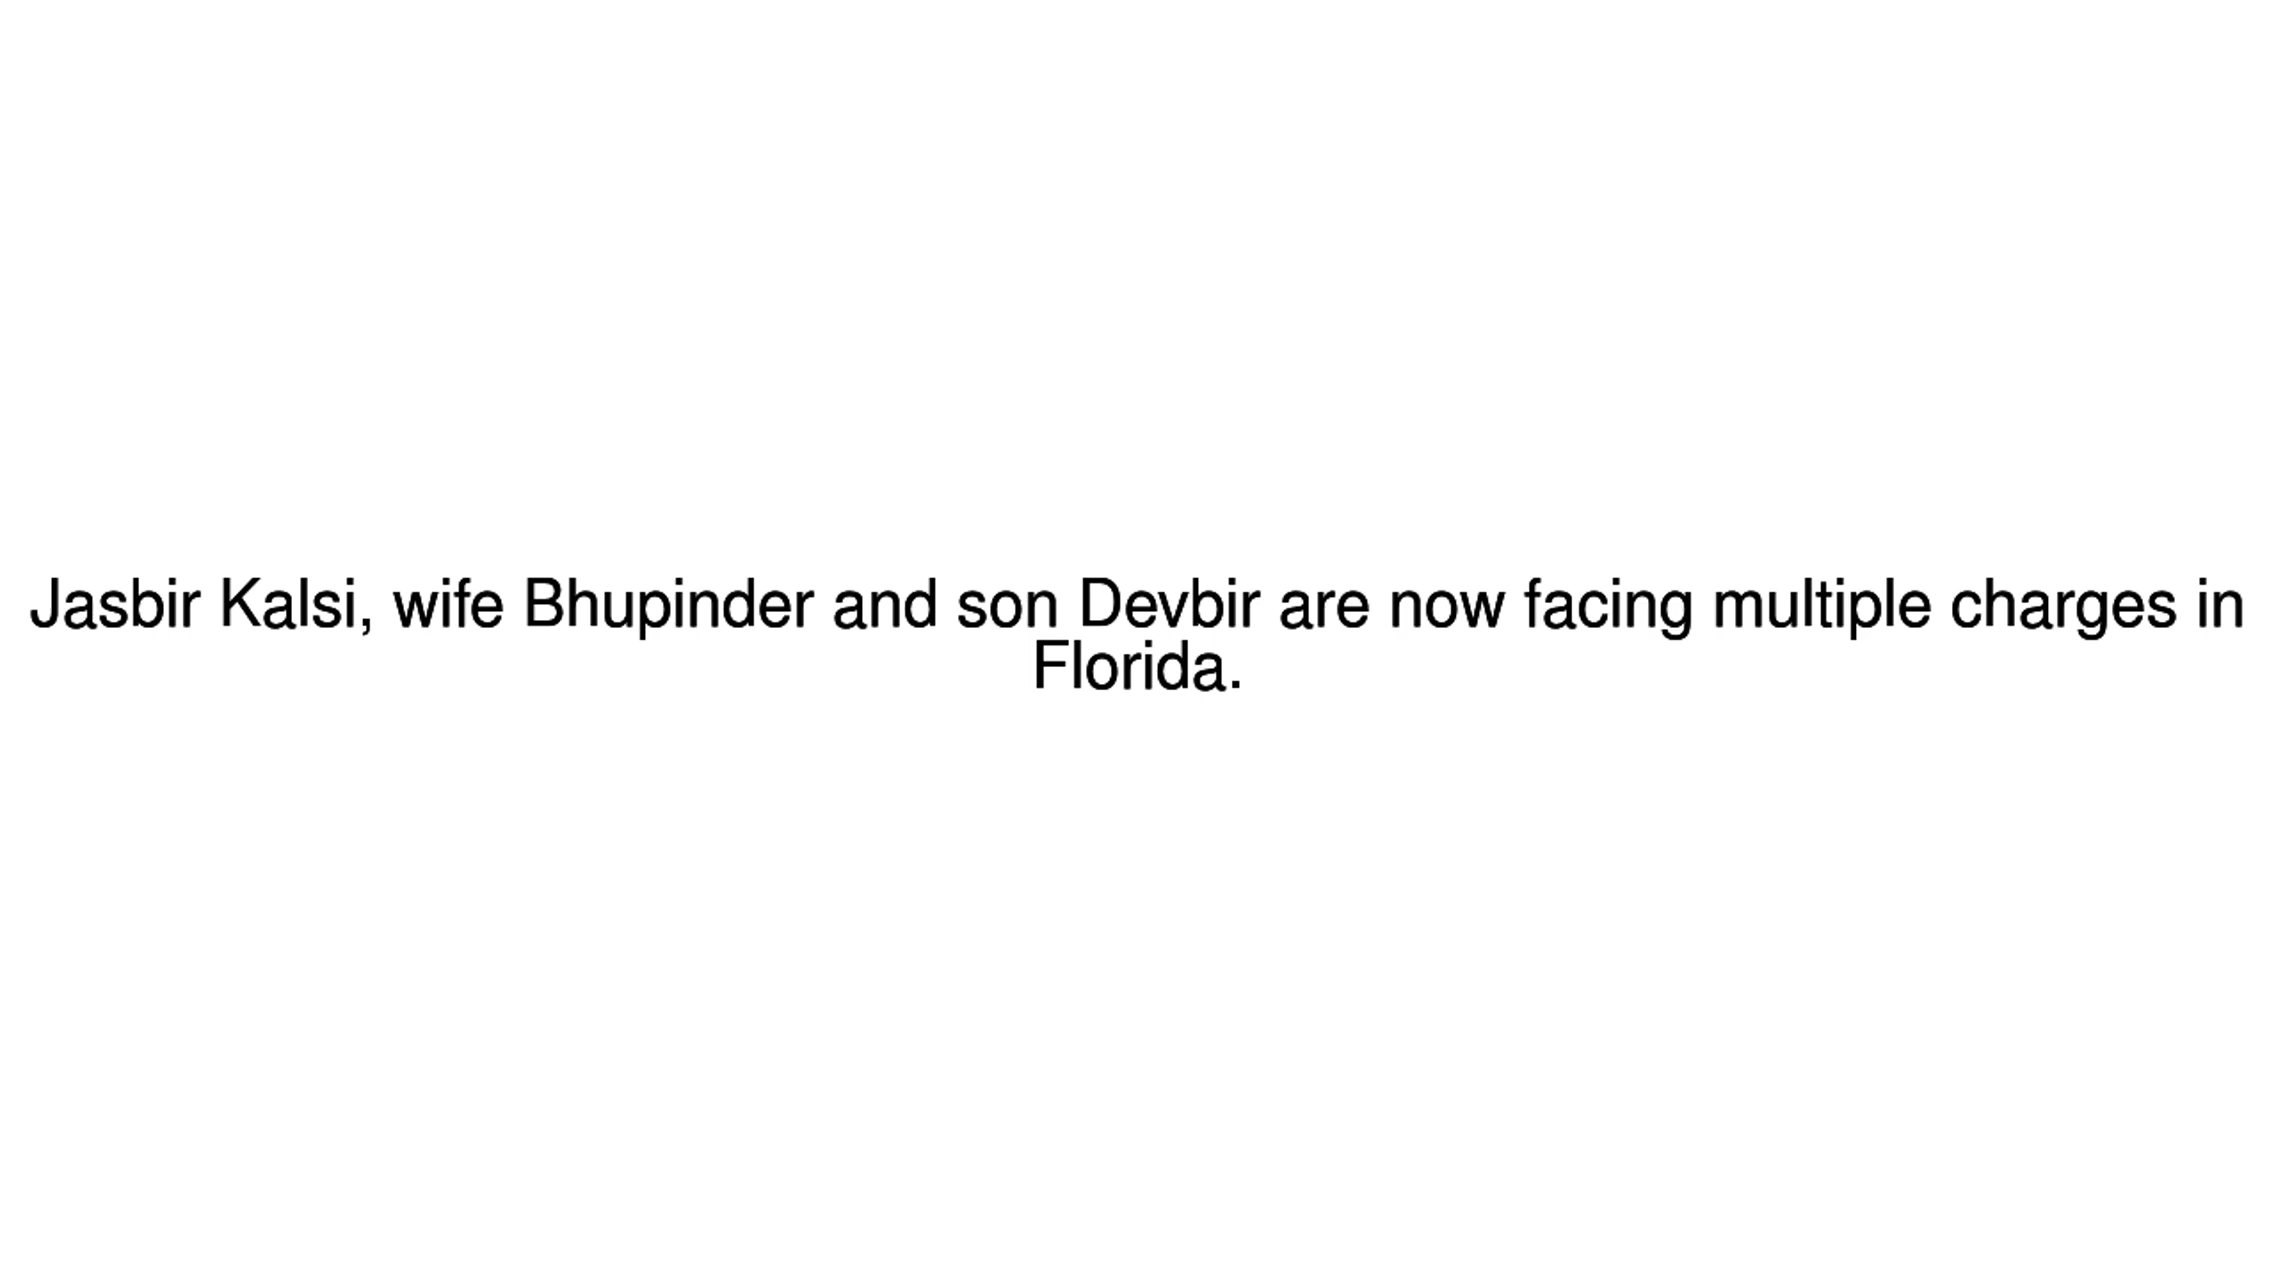 Jasbir Kalsi, wife Bhupinder and son Devbir are now facing multiple charges in
Florida.